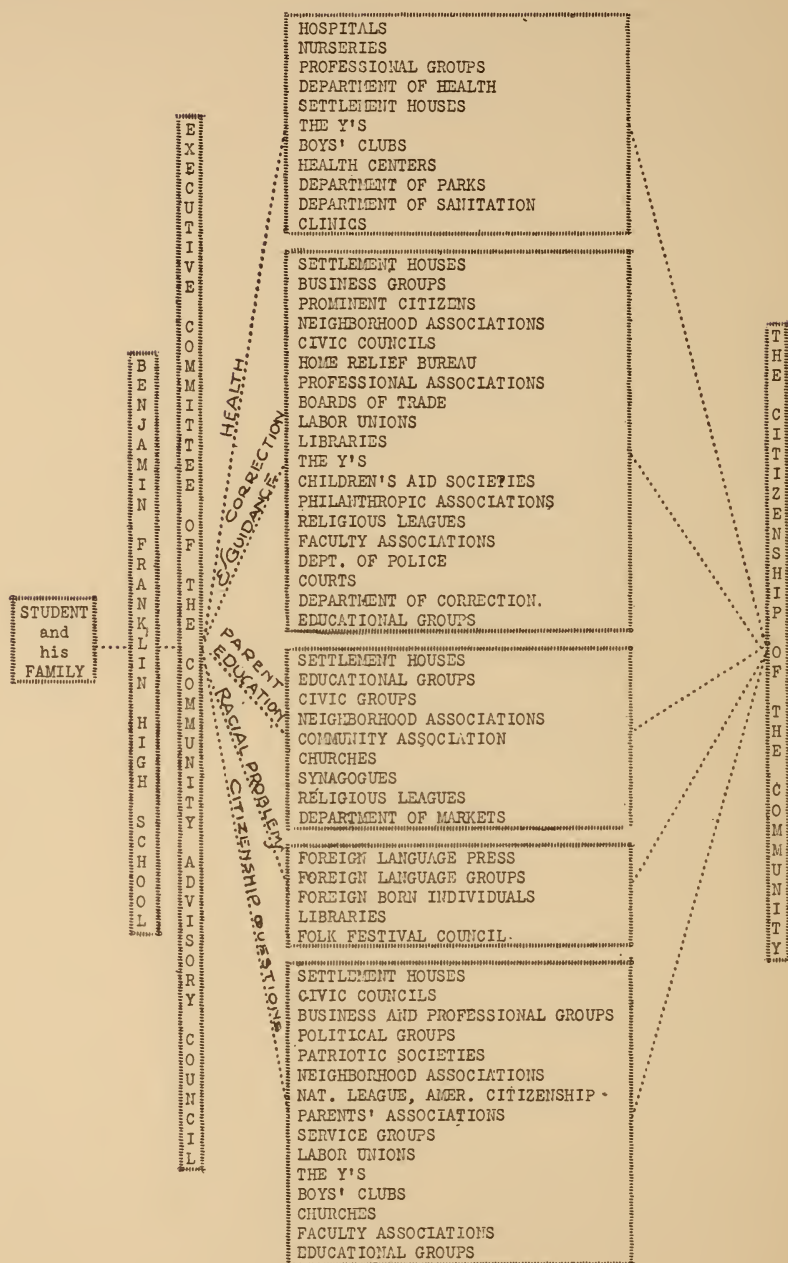 STUDENT
and
his
FAMILY
BENJAMIN FRANKLIN HIGH SCHOOL
EXECUTIVE COMMITTEE OF THE COMMUNITY ADVISORY COUNCIL
HEALTH
CORRECTION
& GUIDANCE
PARENT
EDUCATION
RACIAL PROBLEMS
CITIZENSHIP &
HOSPITALS
NURSERIES
PROFESSIONAL GROUPS
DEPARTMENT OF HEALTH
SETTLEMENT HOUSES
THE Y'S
BOYS' CLUBS
HEALTH CENTERS
DEPARTMENT OF PARKS
DEPARTMENT OF SANITATION
CLINICS
SETTLEMENT HOUSES
BUSINESS GROUPS
PROMINENT CITIZENS
NEIGHBORHOOD ASSOCIATIONS
CIVIC COUNCILS
HOME RELIEF BUREAU
PROFESSIONAL ASSOCIATIONS
BOARDS OF TRADE
LABOR UNIONS
LIBRARIES
THE Y'S
CHILDREN'S AID SOCIETIES
PHILANTHROPIC ASSOCIATIONS
RELIGIOUS LEAGUES
FACULTY ASSOCIATIONS
DEPT. OF POLICE
COURTS
DEPARTMENT OF CORRECTION.
EDUCATIONAL GROUPS
SETTLEMENT HOUSES
EDUCATIONAL GROUPS
CIVIC GROUPS
NEIGHBORHOOD ASSOCIATIONS
COMMUNITY ASSOCIATION
CHURCHES
SYNAGOGUES
RELIGIOUS LEAGUES
DEPARTMENT OF MARKETS
FOREIGN LANGUAGE PRESS
FOREIGN LANGUAGE GROUPS
FOREIGN BORN INDIVIDUALS
LIBRARIES
FOLK FESTIVAL COUNCIL
SETTLEMENT HOUSES
CIVIC COUNCILS
BUSINESS AND PROFESSIONAL GROUPS
POLITICAL GROUPS
PATRIOTIC SOCIETIES
NEIGHBORHOOD ASSOCIATIONS
NAT. LEAGUE, AMER. CITIZENSHIP
PARENTS' ASSOCIATIONS
SERVICE GROUPS
LABOR UNIONS
THE Y'S
BOYS' CLUBS
CHURCHES
FACULTY ASSOCIATIONS
EDUCATIONAL GROUPS
THE CITIZENSHIP OF THE COMMUNITY